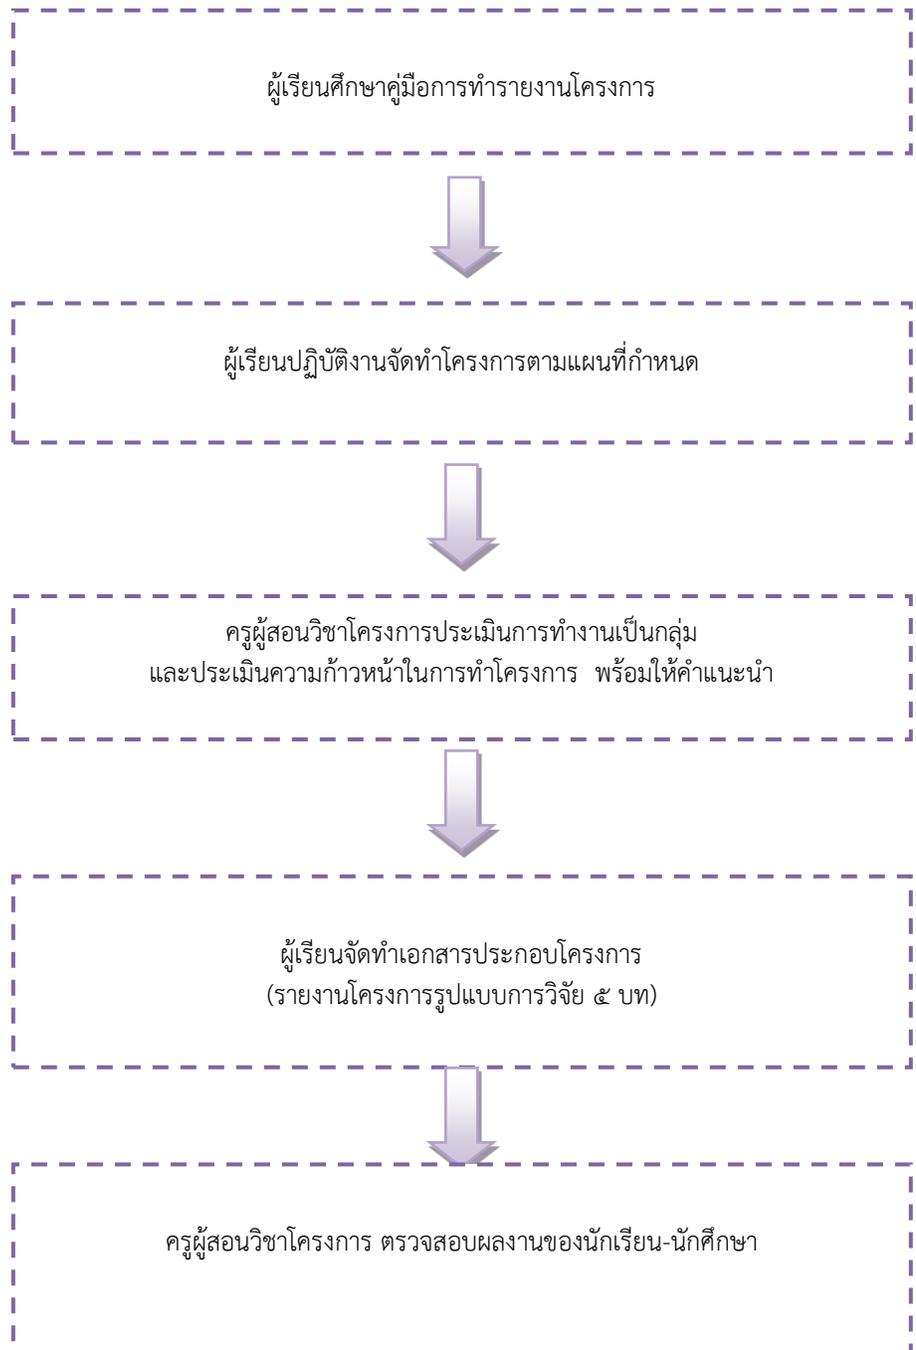 ผู้เรียนศึกษาคู่มือการทำรายงานโครงการ
ผู้เรียนปฏิบัติงานจัดทำโครงการตามแผนที่กำหนด
ครูผู้สอนวิชาโครงการประเมินการทำงานเป็นกลุ่ม
และประเมินความก้าวหน้าในการทำโครงการ  พร้อมให้คำแนะนำ
ผู้เรียนจัดทำเอกสารประกอบโครงการ
(รายงานโครงการรูปแบบการวิจัย ๕ บท)
ครูผู้สอนวิชาโครงการ ตรวจสอบผลงานของนักเรียน-นักศึกษา